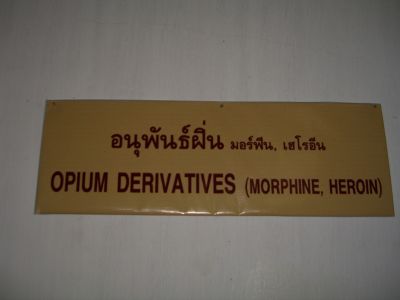 อนุพันธ์ฝิ่น มอร์ฟีน, เฮโรอีน
OPIUM DERIVATIVES (MORPHINE, HEROIN)